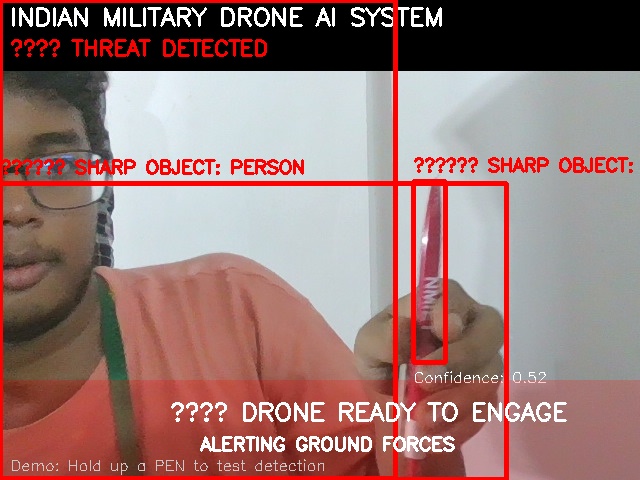 INDIAN MILITARY DRONE AI SYSTEM
???? THREAT DETECTED
?????? SHARP OBJECT: PERSON
?????? SHARP OBJECT:
Confidence: 0.52
???? DRONE READY TO ENGAGE
ALERTING GROUND FORCES
Demo: Hold up a PEN to test detection